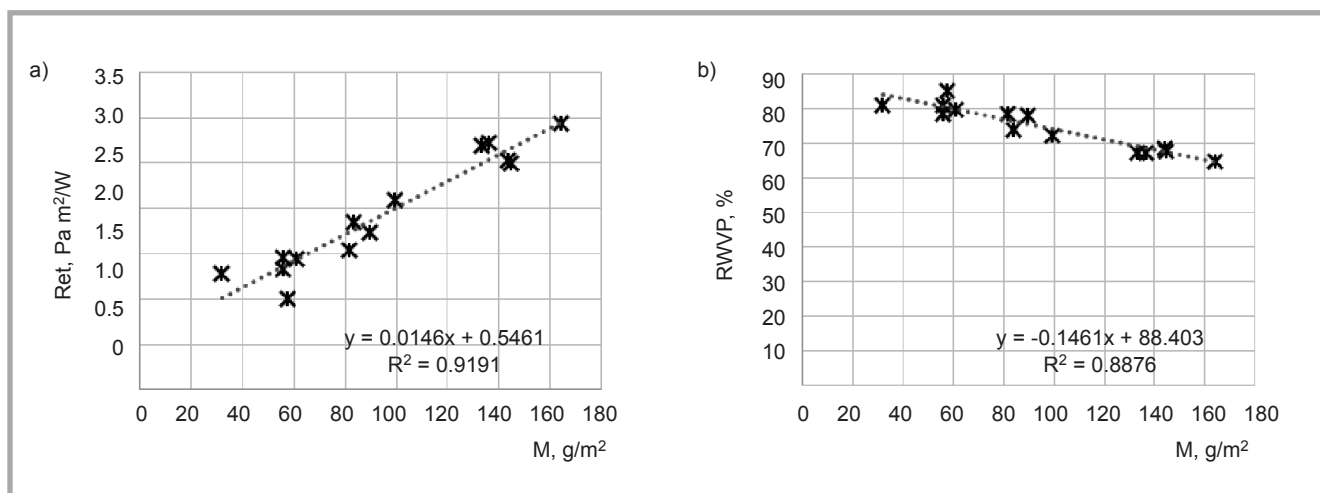 a)
3.5
3.0
2.5
2.0
1.5
1.0
0.5
0
Ret, Pa m²/W
y = 0.0146x + 0.5461
R² = 0.9191
0 20 40 60 80 100 120 140 160 180
M, g/m²
b)
90
80
70
60
50
40
30
20
10
RWVP, %
y = -0.1461x + 88.403
R² = 0.8876
0 20 40 60 80 100 120 140 160 180
M, g/m²